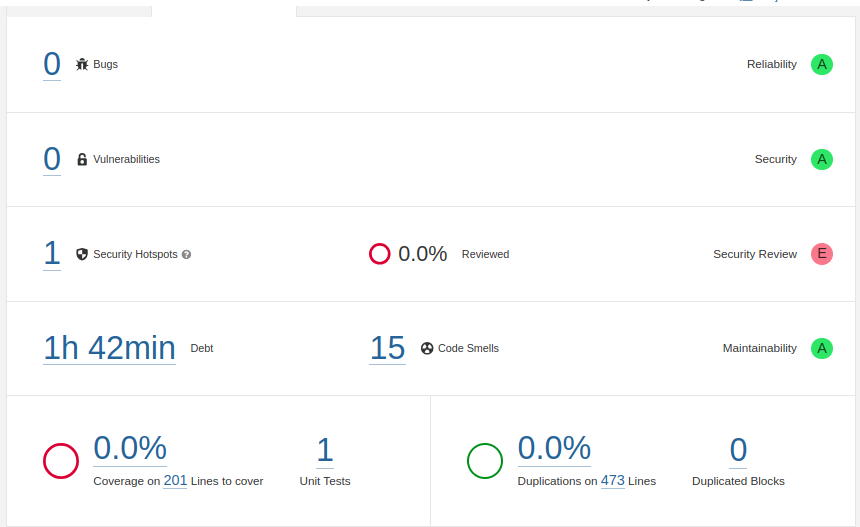 0 Bugs Reliability A
0 Vulnerabilities Security A
1 Security Hotspots ? 0.0% Reviewed Security Review E
1h 42min Debt 15 Code Smells Maintainability A
0.0% 1 0.0% 0
Coverage on 201 Lines to cover Unit Tests Duplications on 473 Lines Duplicated Blocks